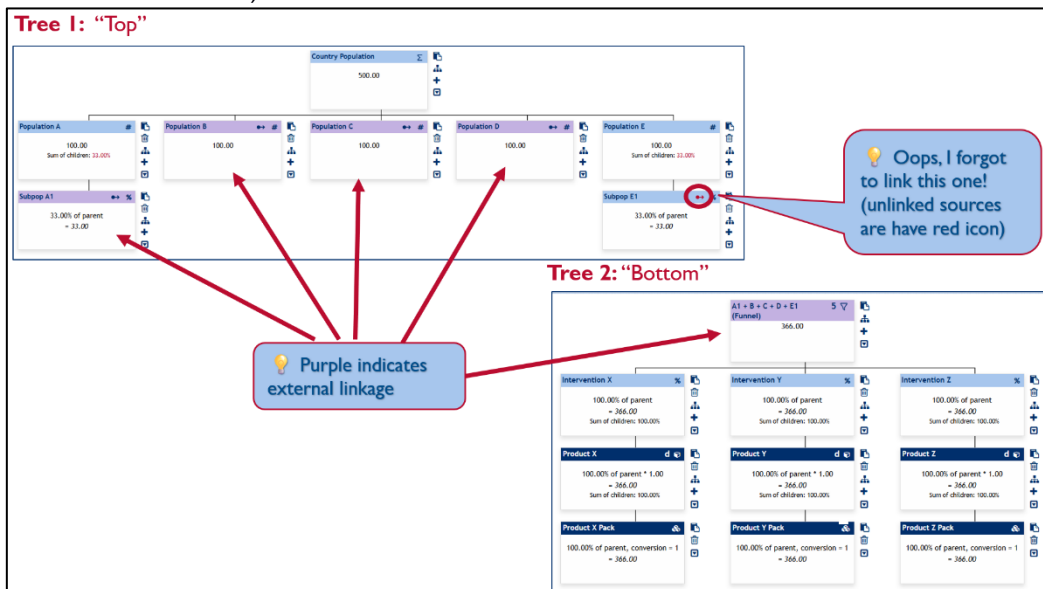 Tree 1: “Top”
Country Population Σ
500.00
Population A #
100.00
Sum of children: 33.00%
Population B #
100.00
Population C #
100.00
Population D #
100.00
Population E #
100.00
Sum of children: 33.00%
Subpop A1 %
33.00% of parent
= 33.00
Subpop E1 %
33.00% of parent
= 33.00
Oops, I forgot
to link this one!
(unlinked sources
are have red icon)
Purple indicates
external linkage
Tree 2: “Bottom”
A1 + B + C + D + E1 5
(Funnel)
366.00
Intervention X %
100.00% of parent
= 366.00
Sum of children: 100.00%
Intervention Y %
100.00% of parent
= 366.00
Sum of children: 100.00%
Intervention Z %
100.00% of parent
= 366.00
Sum of children: 100.00%
Product X d
100.00% of parent * 1.00
= 366.00
Sum of children: 100.00%
Product Y d
100.00% of parent * 1.00
= 366.00
Sum of children: 100.00%
Product Z d
100.00% of parent * 1.00
= 366.00
Sum of children: 100.00%
Product X Pack
100.00% of parent, conversion = 1
= 366.00
Product Y Pack
100.00% of parent, conversion = 1
= 366.00
Product Z Pack
100.00% of parent, conversion = 1
= 366.00